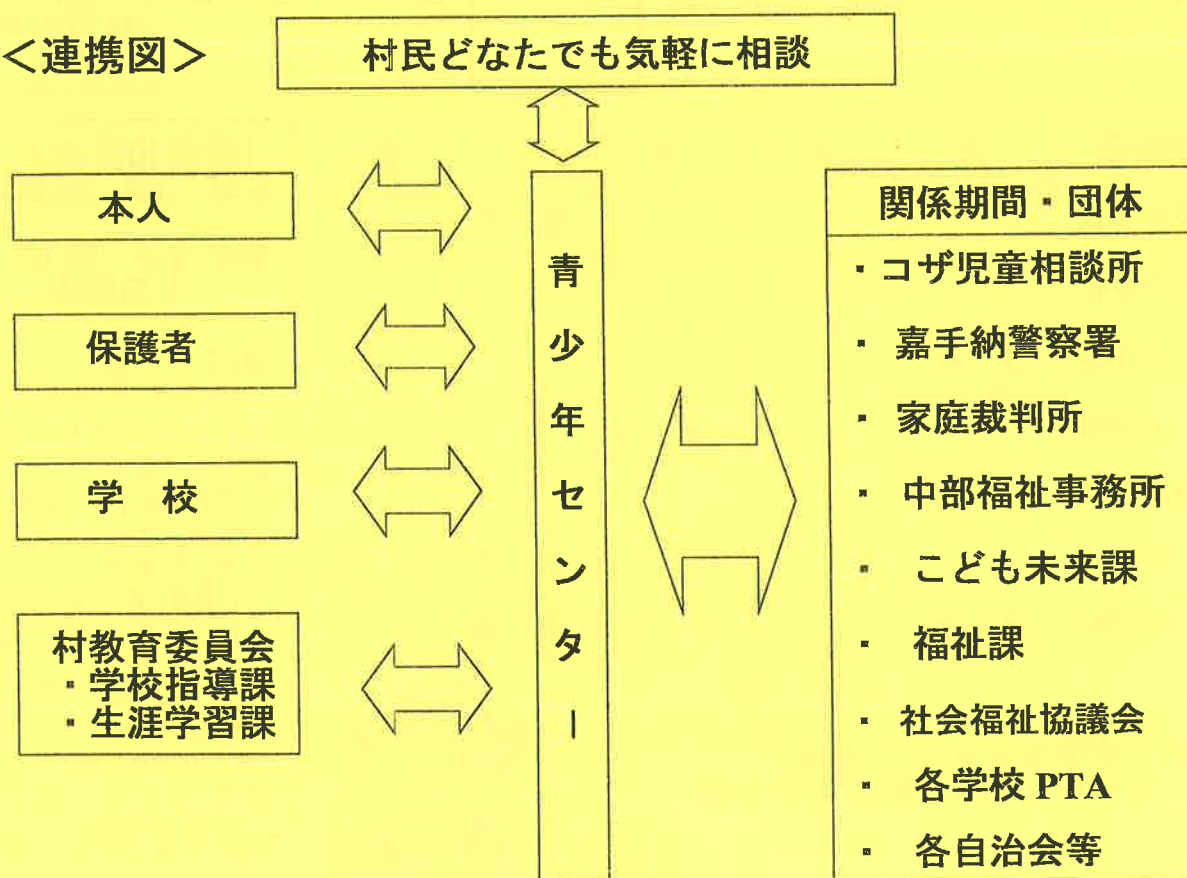 <連携図>
村民どなたでも気軽に相談
本人
保護者
学 校
村教育委員会
・学校指導課
・生涯学習課
青少年センター
関係期間・団体
・コザ児童相談所
・嘉手納警察署
・家庭裁判所
・中部福祉事務所
・こども未来課
・福祉課
・社会福祉協議会
・各学校 PTA
・各自治会等